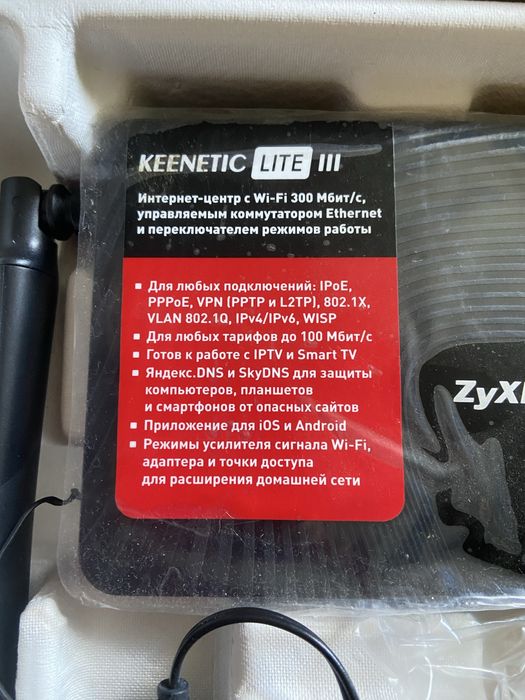 KEENETIC LITE III
Интернет-центр с Wi-Fi 300 Мбит/с,
управляемым коммутатором Ethernet
и переключателем режимов работы
▪ Для любых подключений: IPoE,
PPPoE, VPN (PPTP и L2TP), 802.1X,
VLAN 802.1Q, IPv4/IPv6, WISP
▪ Для любых тарифов до 100 Мбит/с
▪ Готов к работе с IPTV и Smart TV
▪ Яндекс.DNS и SkyDNS для защиты
компьютеров, планшетов
и смартфонов от опасных сайтов
▪ Приложение для iOS и Android
▪ Режимы усилителя сигнала Wi-Fi,
адаптера и точки доступа
для расширения домашней сети